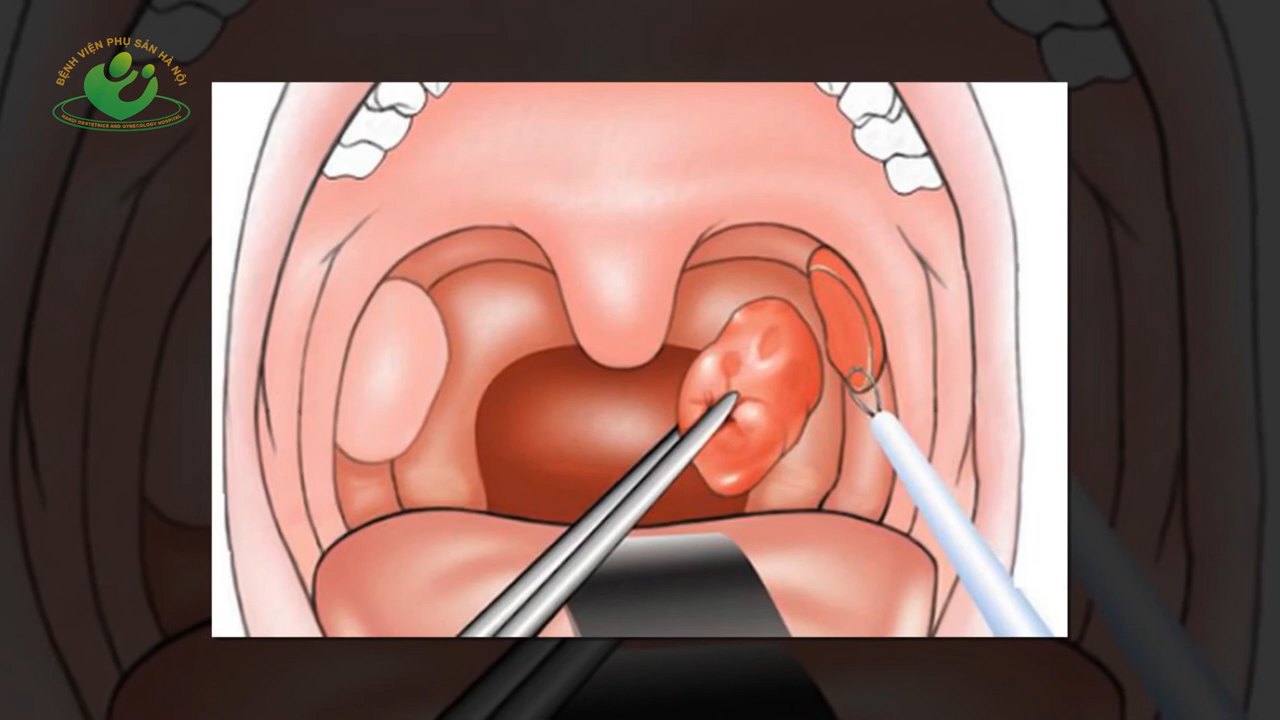 BỆNH VIỆN PHỤ SẢN HÀ NỘI
HANOI OBSTETRICS AND GYNECOLOGY HOSPITAL